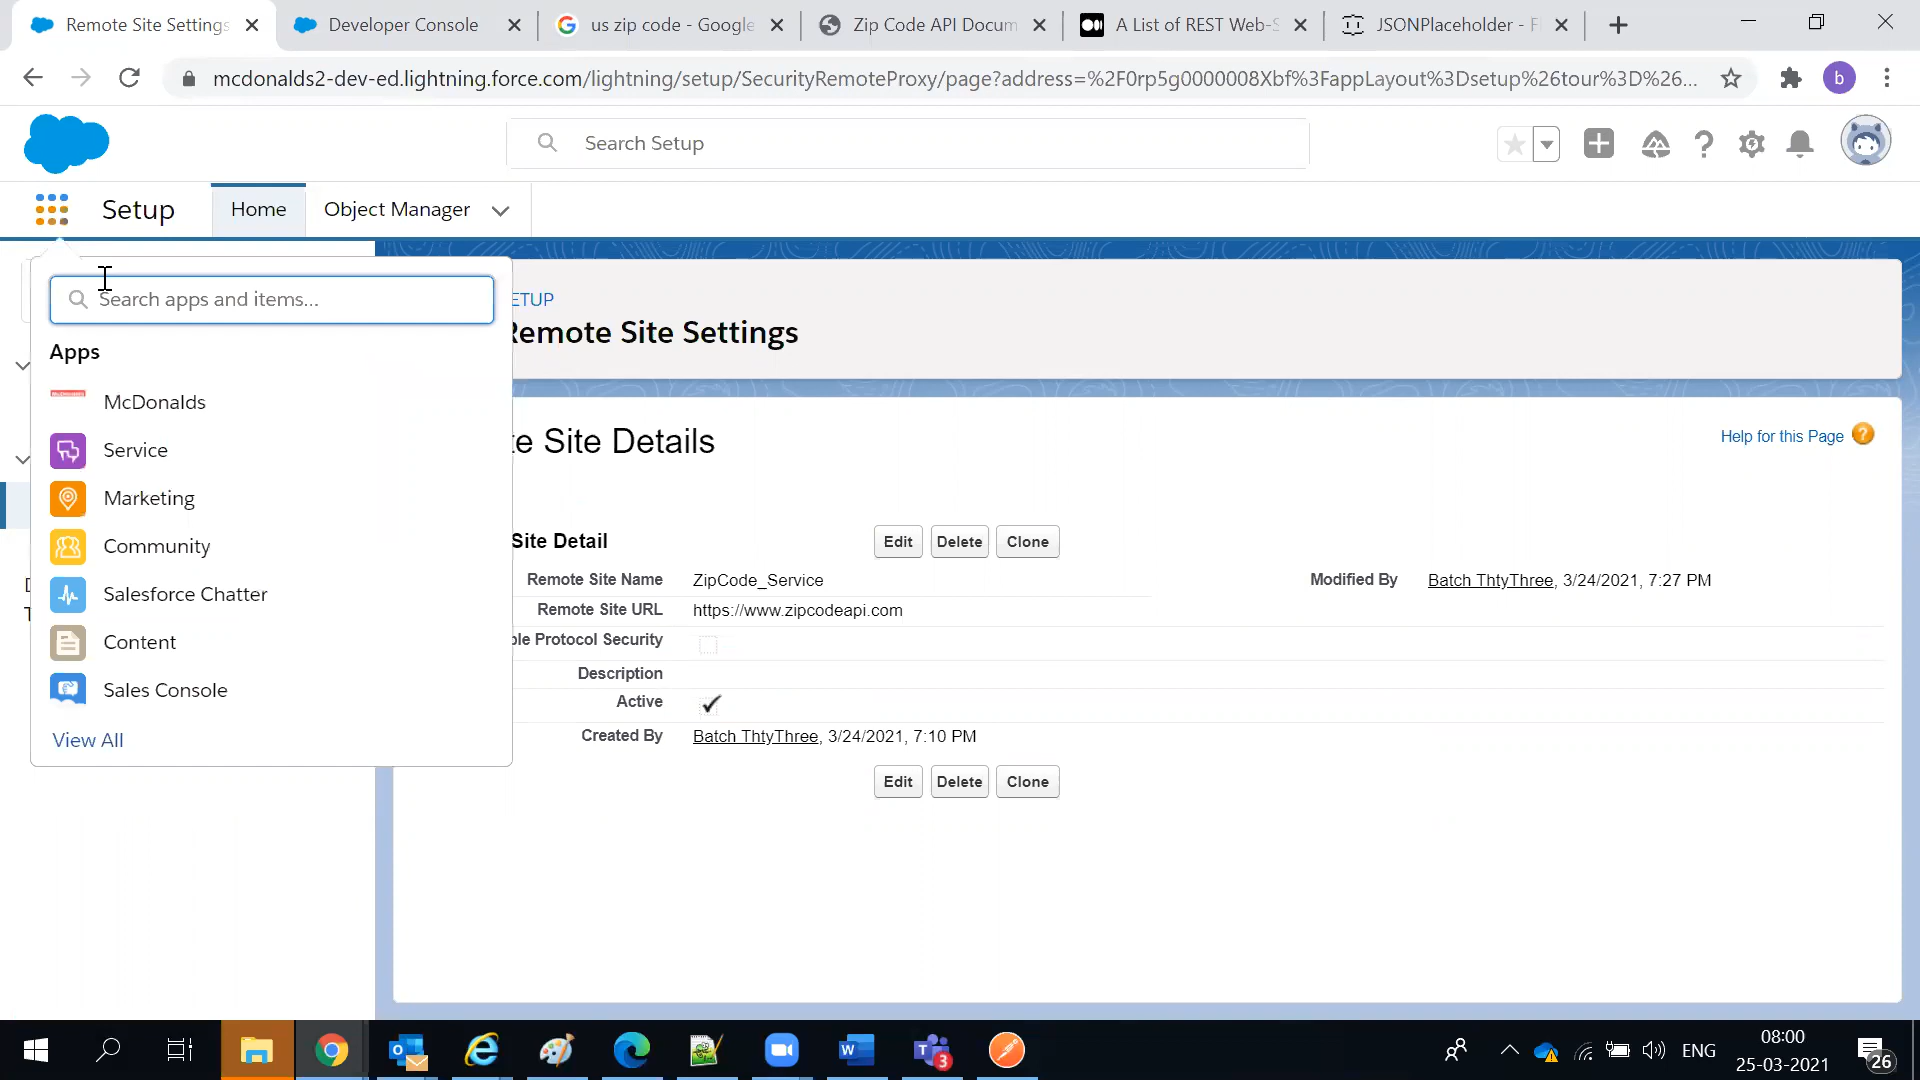 Remote Site Settings
Developer Console
us zip code - Google
Zip Code API Docum
A List of REST Web-S
JSONPlaceholder - F
mcdonalds2-dev-ed.lightning.force.com/lightning/setup/SecurityRemoteProxy/page?address=%2F0rp5g0000008Xbf%3FappLayout%3Dsetup%26tour%3D%26...
b
Search Setup
Setup
Home
Object Manager
Search apps and items...
Apps
McDonalds
Service
Marketing
Community
Salesforce Chatter
Content
Sales Console
View All
ETUP
Remote Site Settings
te Site Details
Help for this Page
Site Detail
Edit
Delete
Clone
Remote Site Name
ZipCode_Service
Modified By
Batch ThtyThree, 3/24/2021, 7:27 PM
Remote Site URL
https://www.zipcodeapi.com
ble Protocol Security
Description
Active
Created By
Batch ThtyThree, 3/24/2021, 7:10 PM
Edit
Delete
Clone
3
ENG
08:00
25-03-2021
26